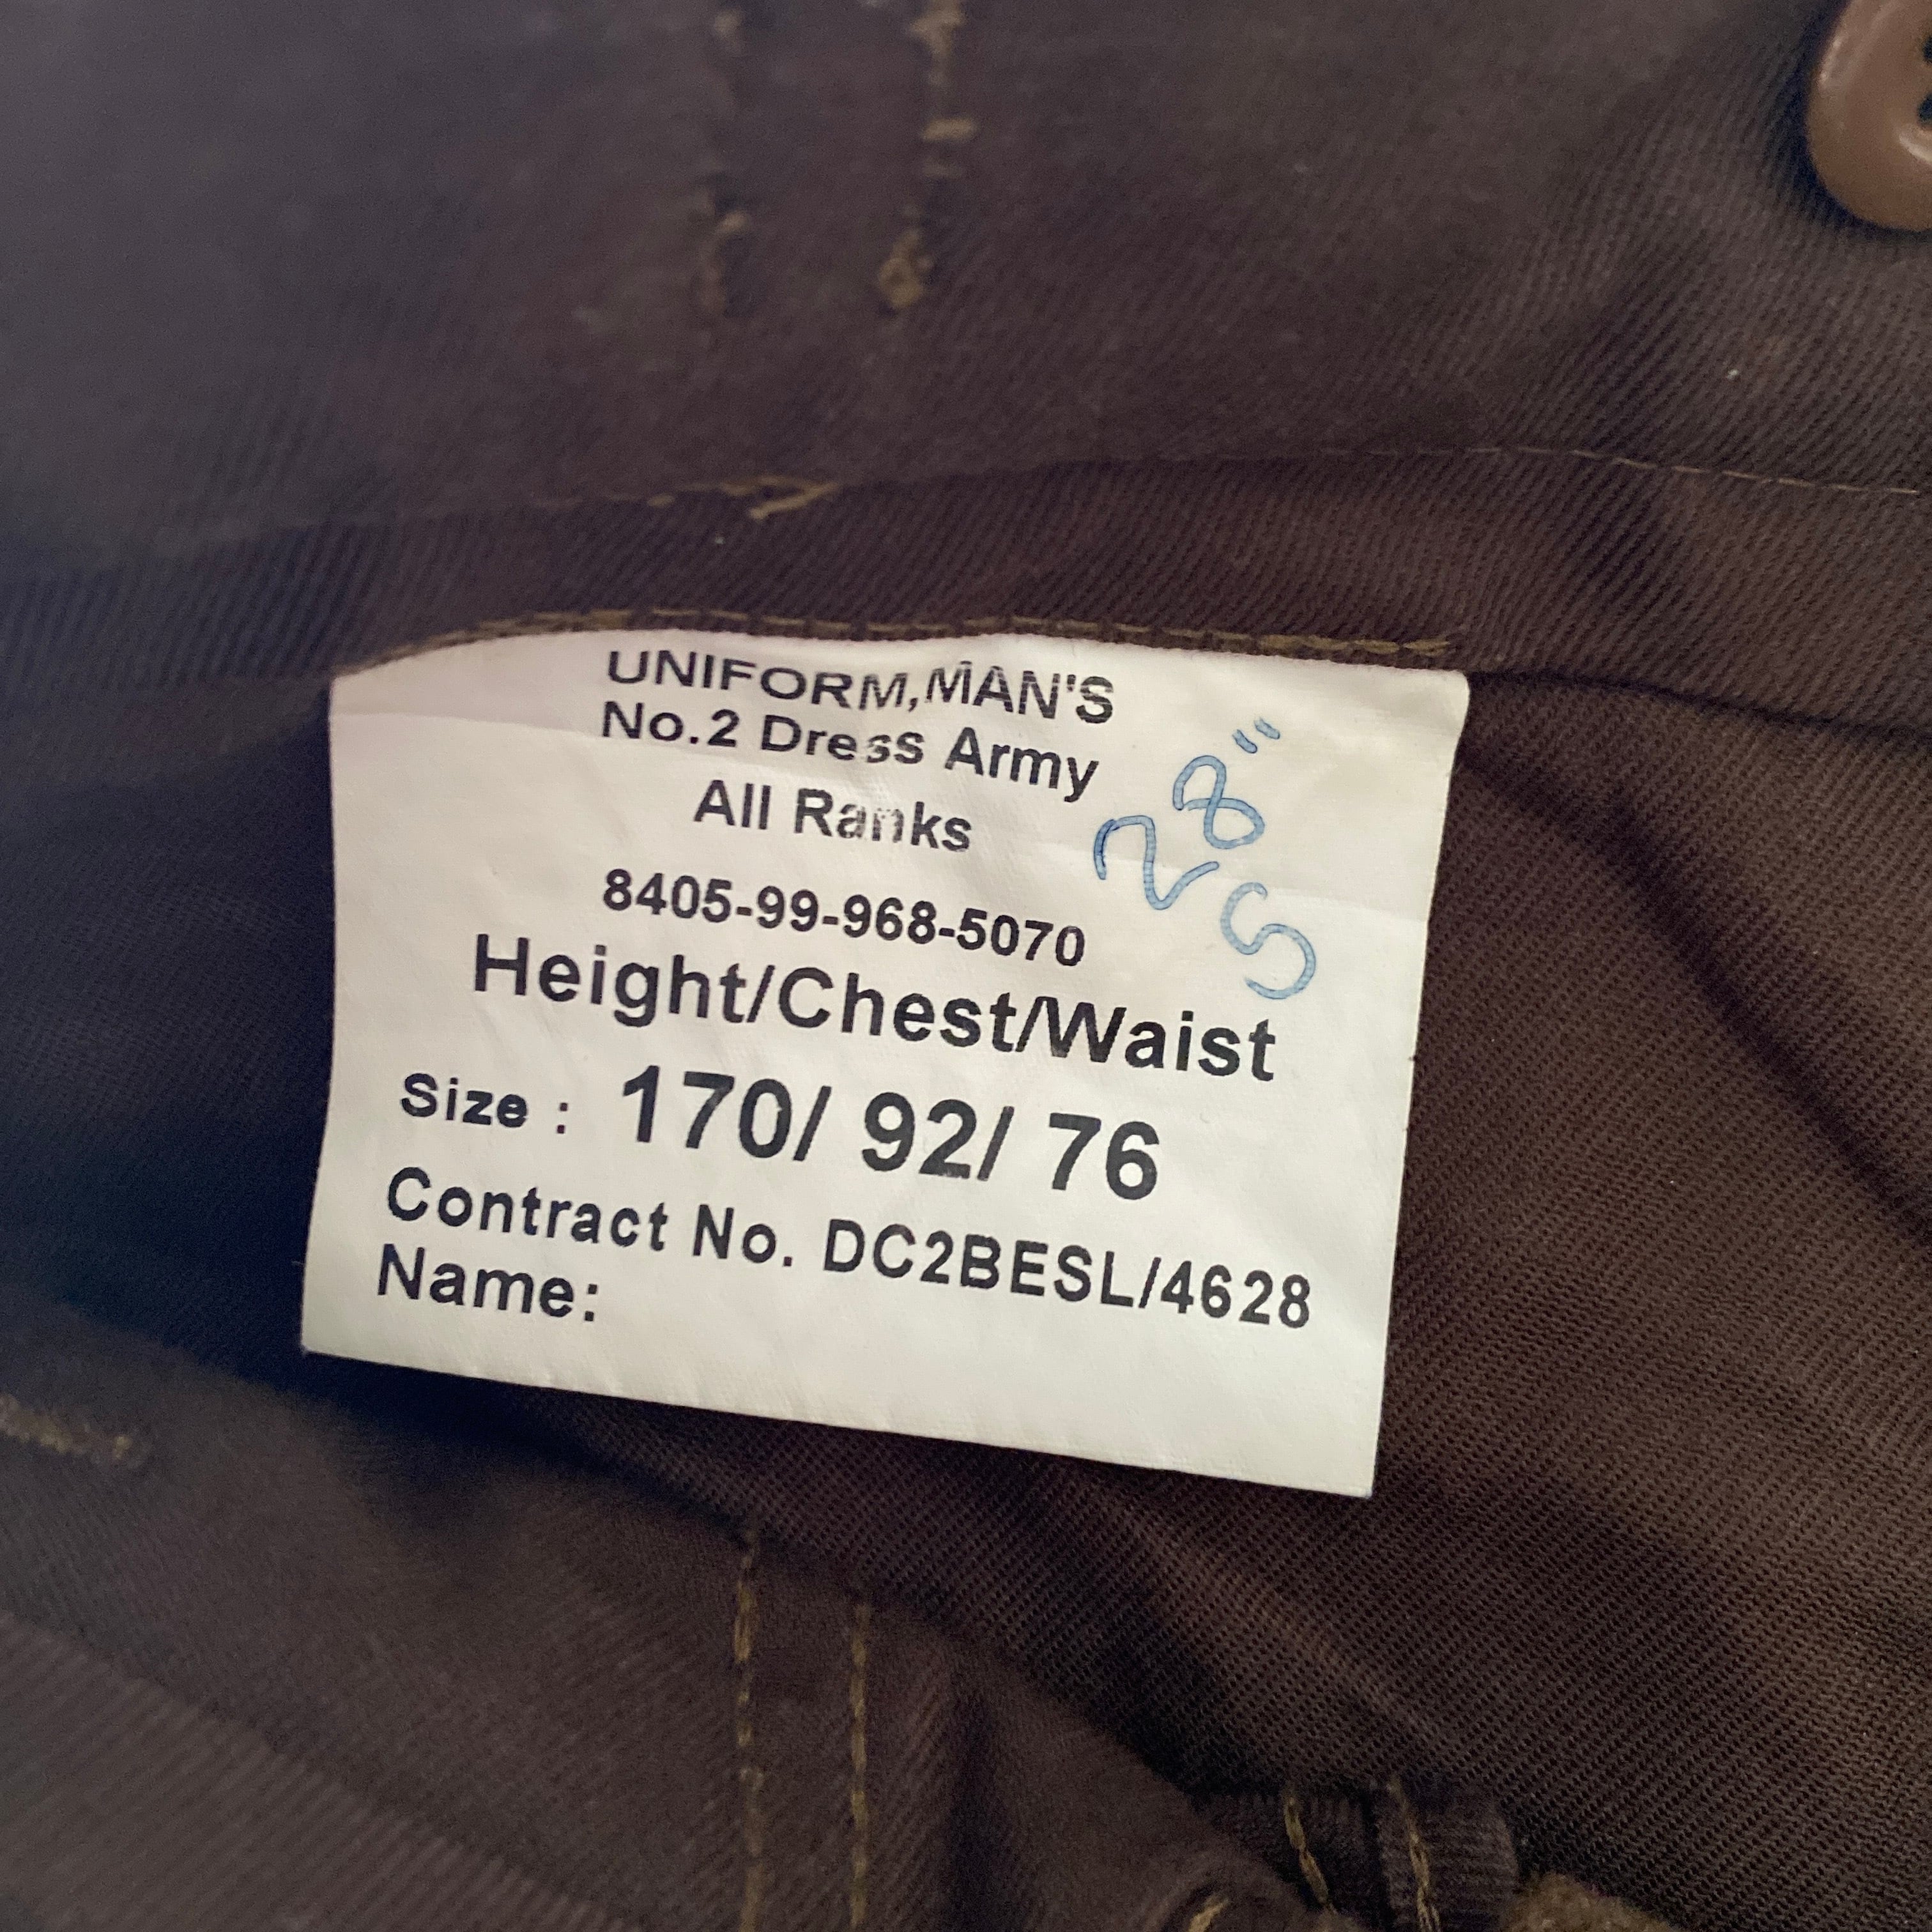 UNIFORM,MAN'S
No.2 Dress Army
All Ranks
28"
S
8405-99-968-5070
Height/Chest/Waist
Size : 170/ 92/ 76
Contract No. DC2BESL/4628
Name: